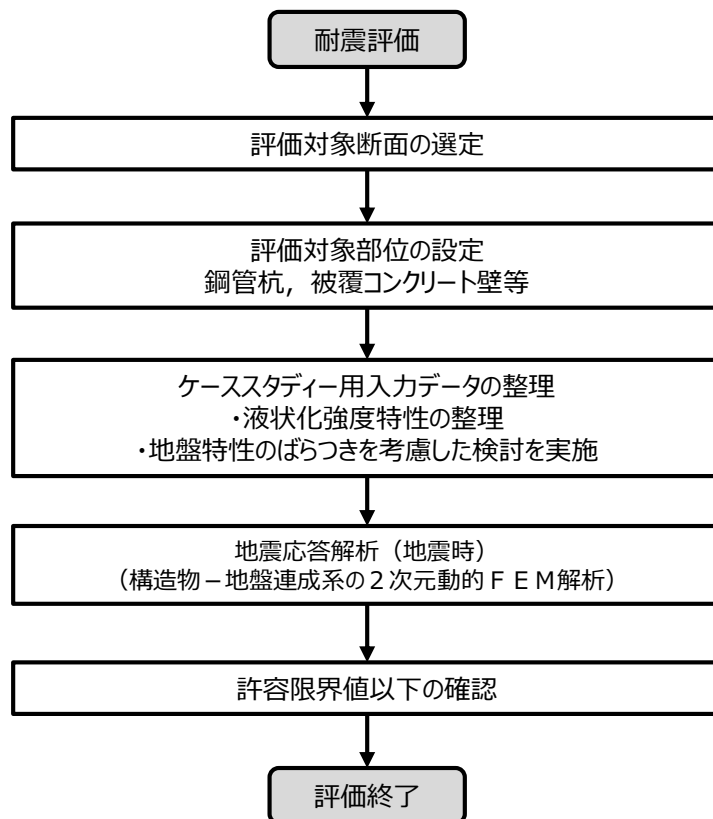 耐震評価
評価対象断面の選定
評価対象部位の設定
鋼管杭，被覆コンクリート壁等
ケーススタディー用入力データの整理
・液状化強度特性の整理
・地盤特性のばらつきを考慮した検討を実施
地震応答解析（地震時）
（構造物－地盤連成系の２次元動的ＦＥＭ解析）
許容限界値以下の確認
評価終了